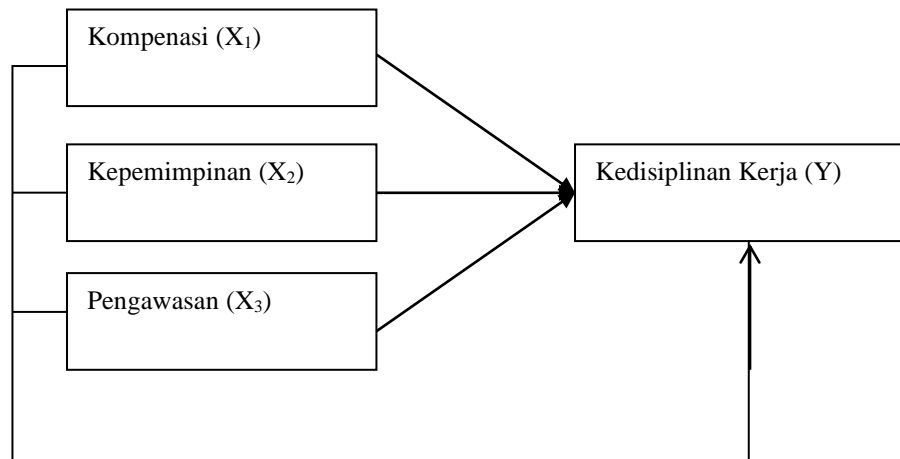 Kompenasi (X₁)
Kepemimpinan (X₂)
Kedisiplinan Kerja (Y)
Pengawasan (X₃)